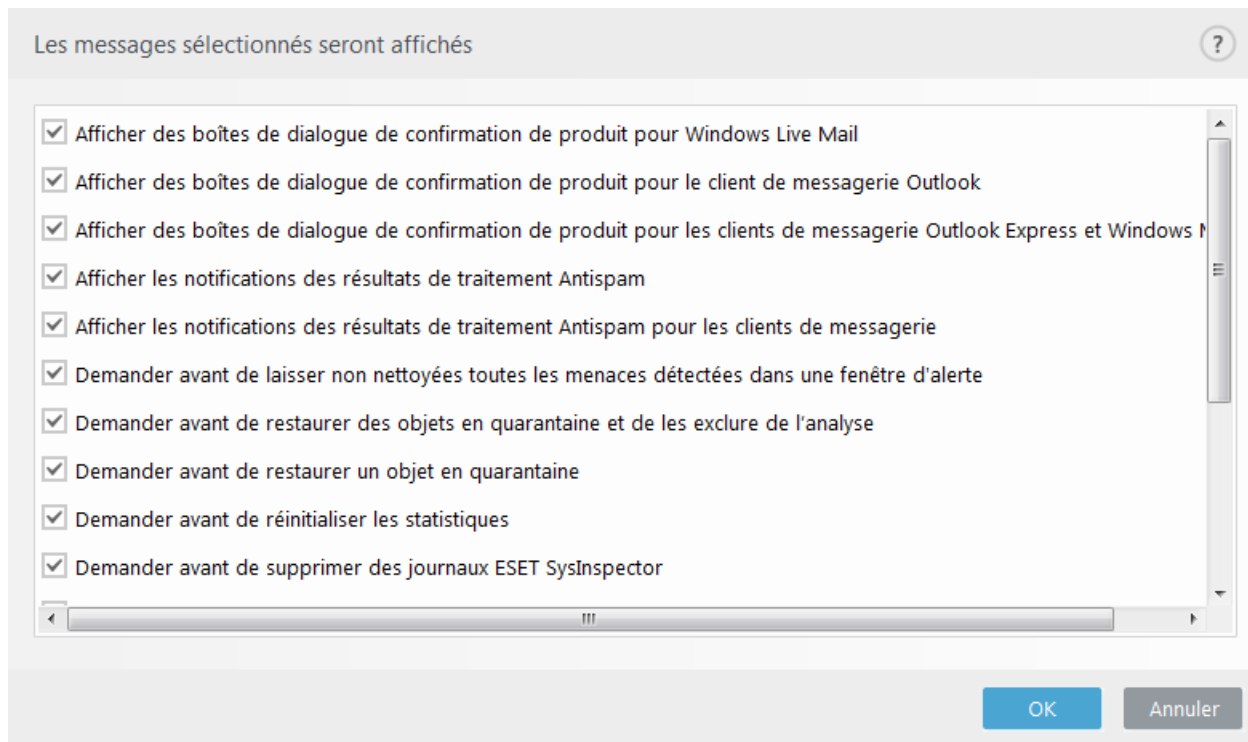 Les messages sélectionnés seront affichés
?
Afficher des boîtes de dialogue de confirmation de produit pour Windows Live Mail
Afficher des boîtes de dialogue de confirmation de produit pour le client de messagerie Outlook
Afficher des boîtes de dialogue de confirmation de produit pour les clients de messagerie Outlook Express et Windows
Afficher les notifications des résultats de traitement Antispam
Afficher les notifications des résultats de traitement Antispam pour les clients de messagerie
Demander avant de laisser non nettoyées toutes les menaces détectées dans une fenêtre d'alerte
Demander avant de restaurer des objets en quarantaine et de les exclure de l'analyse
Demander avant de restaurer un objet en quarantaine
Demander avant de réinitialiser les statistiques
Demander avant de supprimer des journaux ESET SysInspector
OK
Annuler